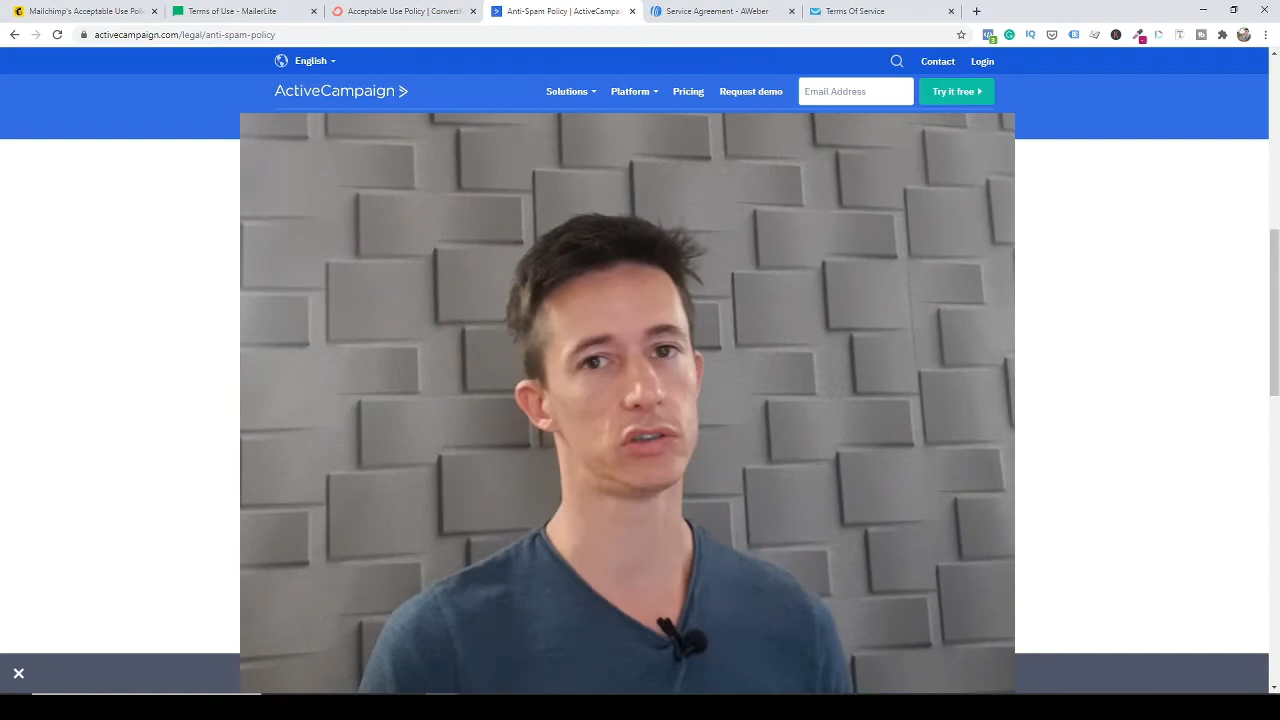 Mailchimp's Acceptable Use Poli
Terms of Use - MailerLite
Acceptable Use Policy | ConvertK
Anti-Spam Policy | ActiveCampa
Service Agreement - AWeber
Terms Of Service
activecampaign.com/legal/anti-spam-policy
English
Contact
Login
ActiveCampaign
Solutions
Platform
Pricing
Request demo
Email Address
Try it free